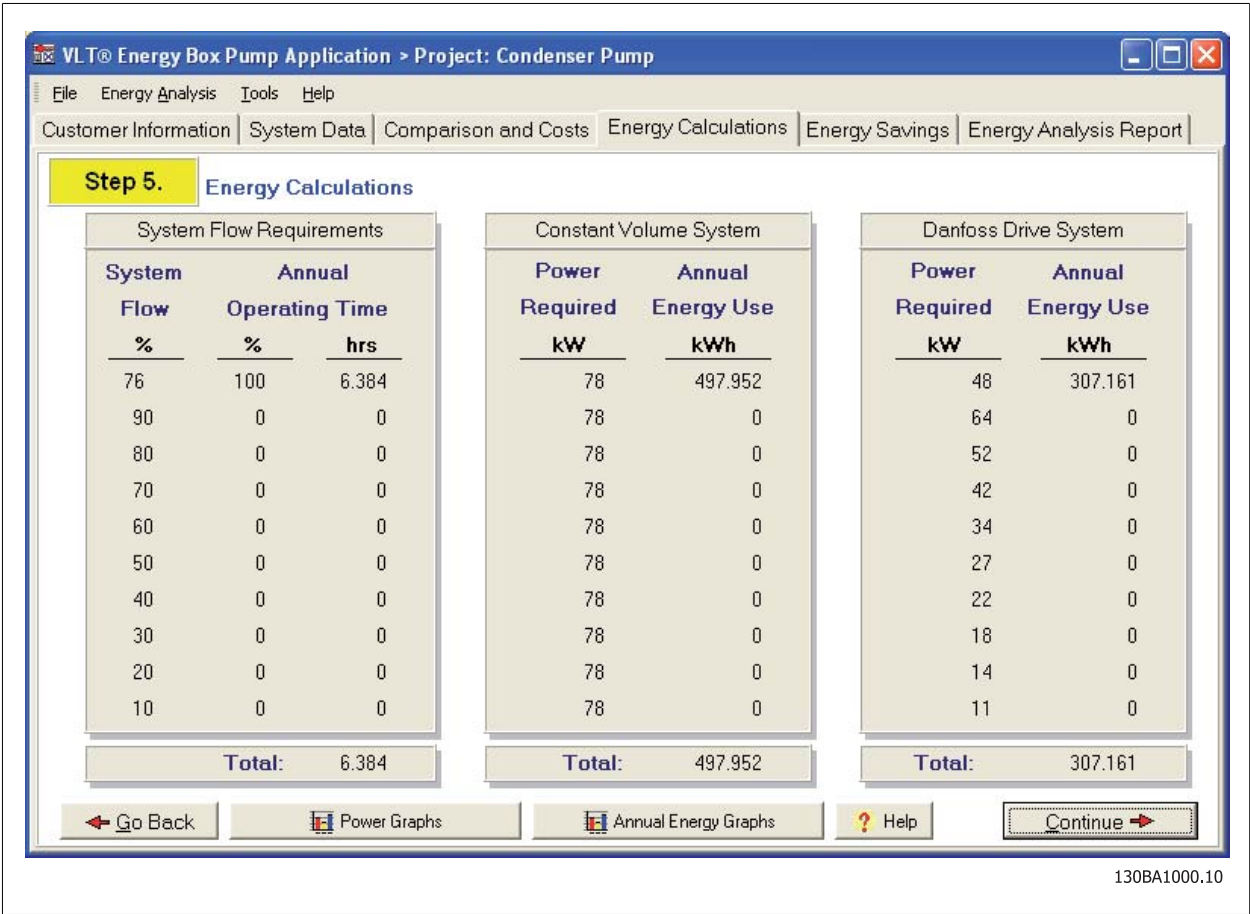 VLT® Energy Box Pump Application > Project: Condenser Pump
File Energy Analysis Tools Help
Customer Information System Data Comparison and Costs Energy Calculations Energy Savings Energy Analysis Report
Step 5. Energy Calculations
System Flow Requirements Constant Volume System Danfoss Drive System
System Annual Power Annual Power Annual
Flow Operating Time Required Energy Use Required Energy Use
% % hrs kW kWh kW kWh
76 100 6.384 78 497.952 48 307.161
90 0 0 78 0 64 0
80 0 0 78 0 52 0
70 0 0 78 0 42 0
60 0 0 78 0 34 0
50 0 0 78 0 27 0
40 0 0 78 0 22 0
30 0 0 78 0 18 0
20 0 0 78 0 14 0
10 0 0 78 0 11 0
Total: 6.384 Total: 497.952 Total: 307.161
Go Back Power Graphs Annual Energy Graphs ? Help Continue
130BA1000.10